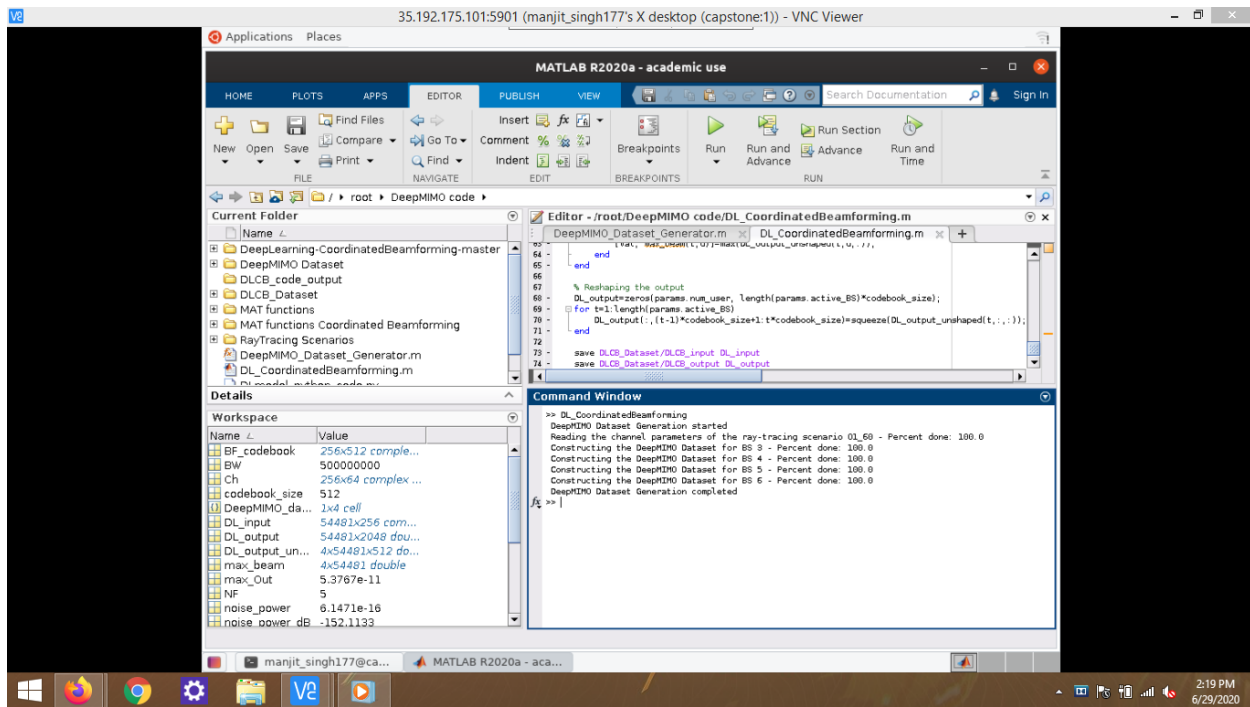 35.192.175.101:5901 (manjit_singh177's X desktop (capstone:1)) - VNC Viewer
Applications Places
MATLAB R2020a - academic use
HOME PLOTS APPS EDITOR PUBLISH VIEW Search Documentation Sign In
New Open Save
Find Files
Compare
Print
FILE
Go To
Find
NAVIGATE
Insert fx
Comment
Indent
EDIT
Breakpoints
BREAKPOINTS
Run
Run and Advance
Run Section
Advance
Run and Time
RUN
/ root DeepMIMO code
Current Folder
Name
DeepLearning-CoordinatedBeamforming-master
DeepMIMO Dataset
DLCB_code_output
DLCB_Dataset
MAT functions
MAT functions Coordinated Beamforming
RayTracing Scenarios
DeepMIMO_Dataset_Generator.m
DL_CoordinatedBeamforming.m
Details
Workspace
Name Value
BF_codebook 256x512 comple...
BW 500000000
Ch 256x64 complex ...
codebook_size 512
DeepMIMO_da... 1x4 cell
DL_input 54481x256 com...
DL_output 54481x2048 dou...
DL_output_un... 4x54481x512 do...
max_beam 4x54481 double
max_Out 5.3767e-11
NF 5
noise_power 6.1471e-16
noise_power_dB -152.1133
Editor - /root/DeepMIMO code/DL_CoordinatedBeamforming.m
DeepMIMO_Dataset_Generator.m DL_CoordinatedBeamforming.m
64 - end
65 - end
66
67 % Reshaping the output
68 - DL_output=zeros(params.num_user, length(params.active_BS)*codebook_size);
69 - for t=1:length(params.active_BS)
70 - DL_output(:,(t-1)*codebook_size+1:t*codebook_size)=squeeze(DL_output_unshaped(t,:,:));
71 - end
72
73 - save DLCB_Dataset/DLCB_input DL_input
74 - save DLCB_Dataset/DLCB_output DL_output
Command Window
>> DL_CoordinatedBeamforming
DeepMIMO Dataset Generation started
Reading the channel parameters of the ray-tracing scenario O1_60 - Percent done: 100.0
Constructing the DeepMIMO Dataset for BS 3 - Percent done: 100.0
Constructing the DeepMIMO Dataset for BS 4 - Percent done: 100.0
Constructing the DeepMIMO Dataset for BS 5 - Percent done: 100.0
Constructing the DeepMIMO Dataset for BS 6 - Percent done: 100.0
DeepMIMO Dataset Generation completed
fx >>
manjit_singh177@ca... MATLAB R2020a - aca...
2:19 PM
6/29/2020